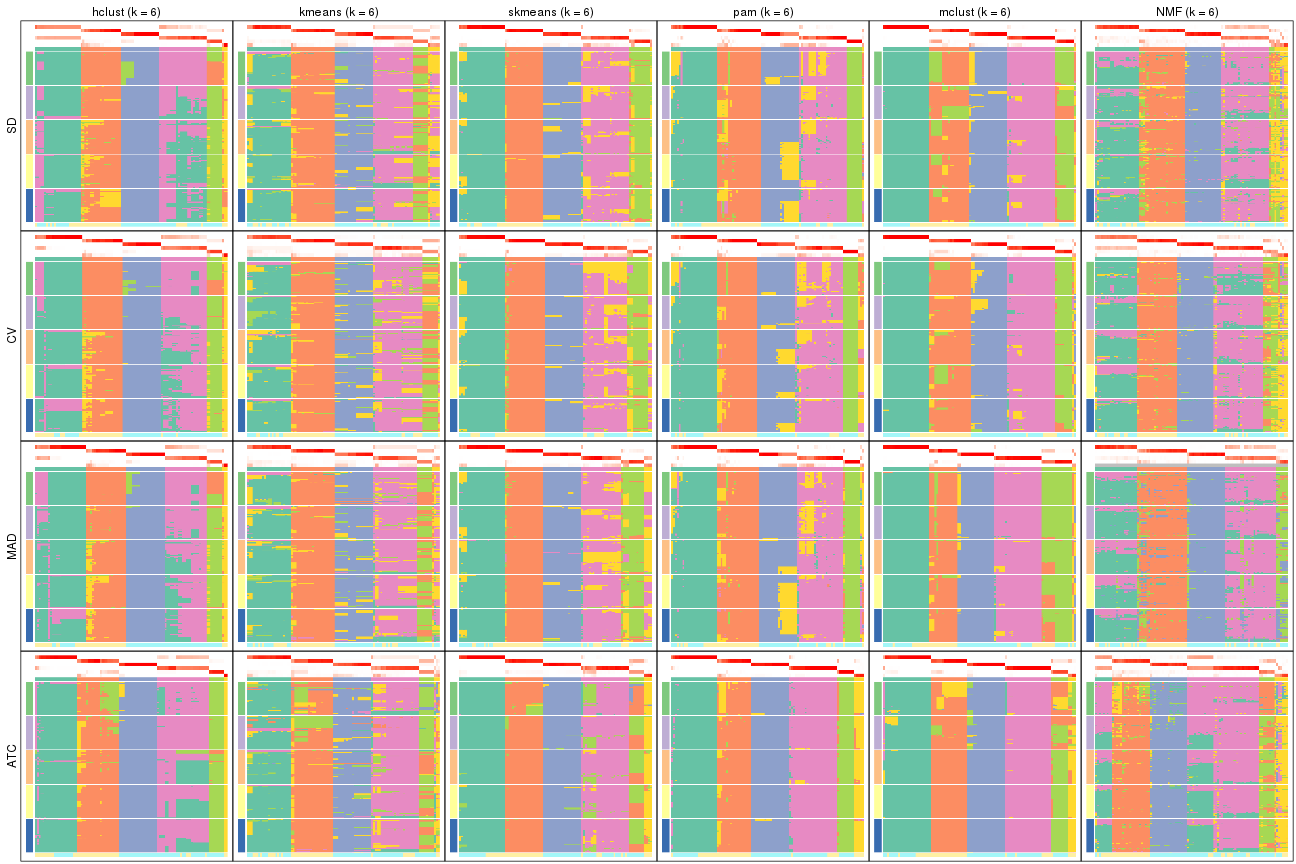 hclust (k = 6) kmeans (k = 6) skmeans (k = 6) pam (k = 6) mclust (k = 6) NMF (k = 6)
SD
CV
MAD
ATC